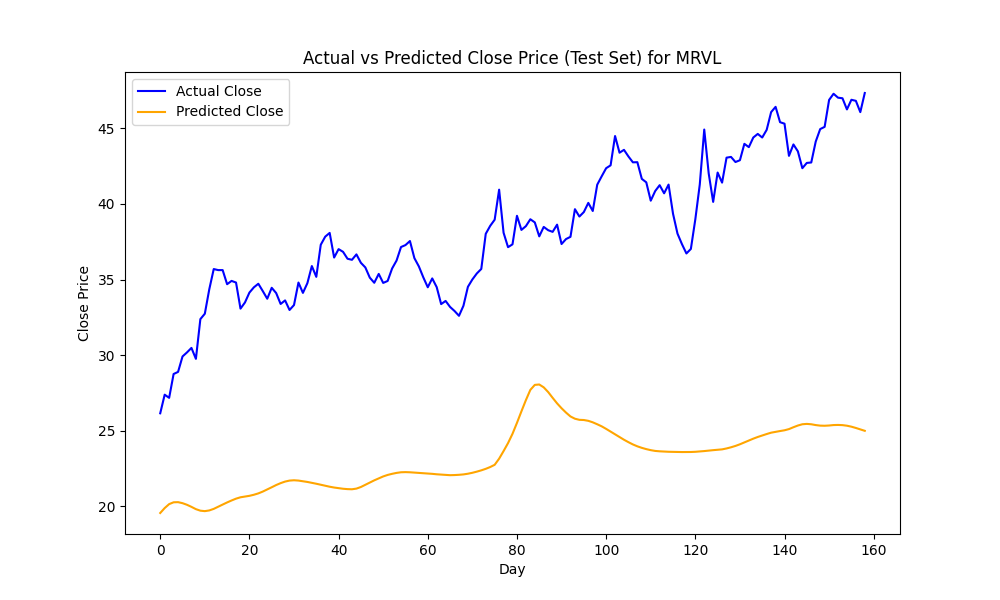 Actual vs Predicted Close Price (Test Set) for MRVL
Actual Close
Predicted Close
Close Price
45
40
35
30
25
20
0 20 40 60 80 100 120 140 160
Day